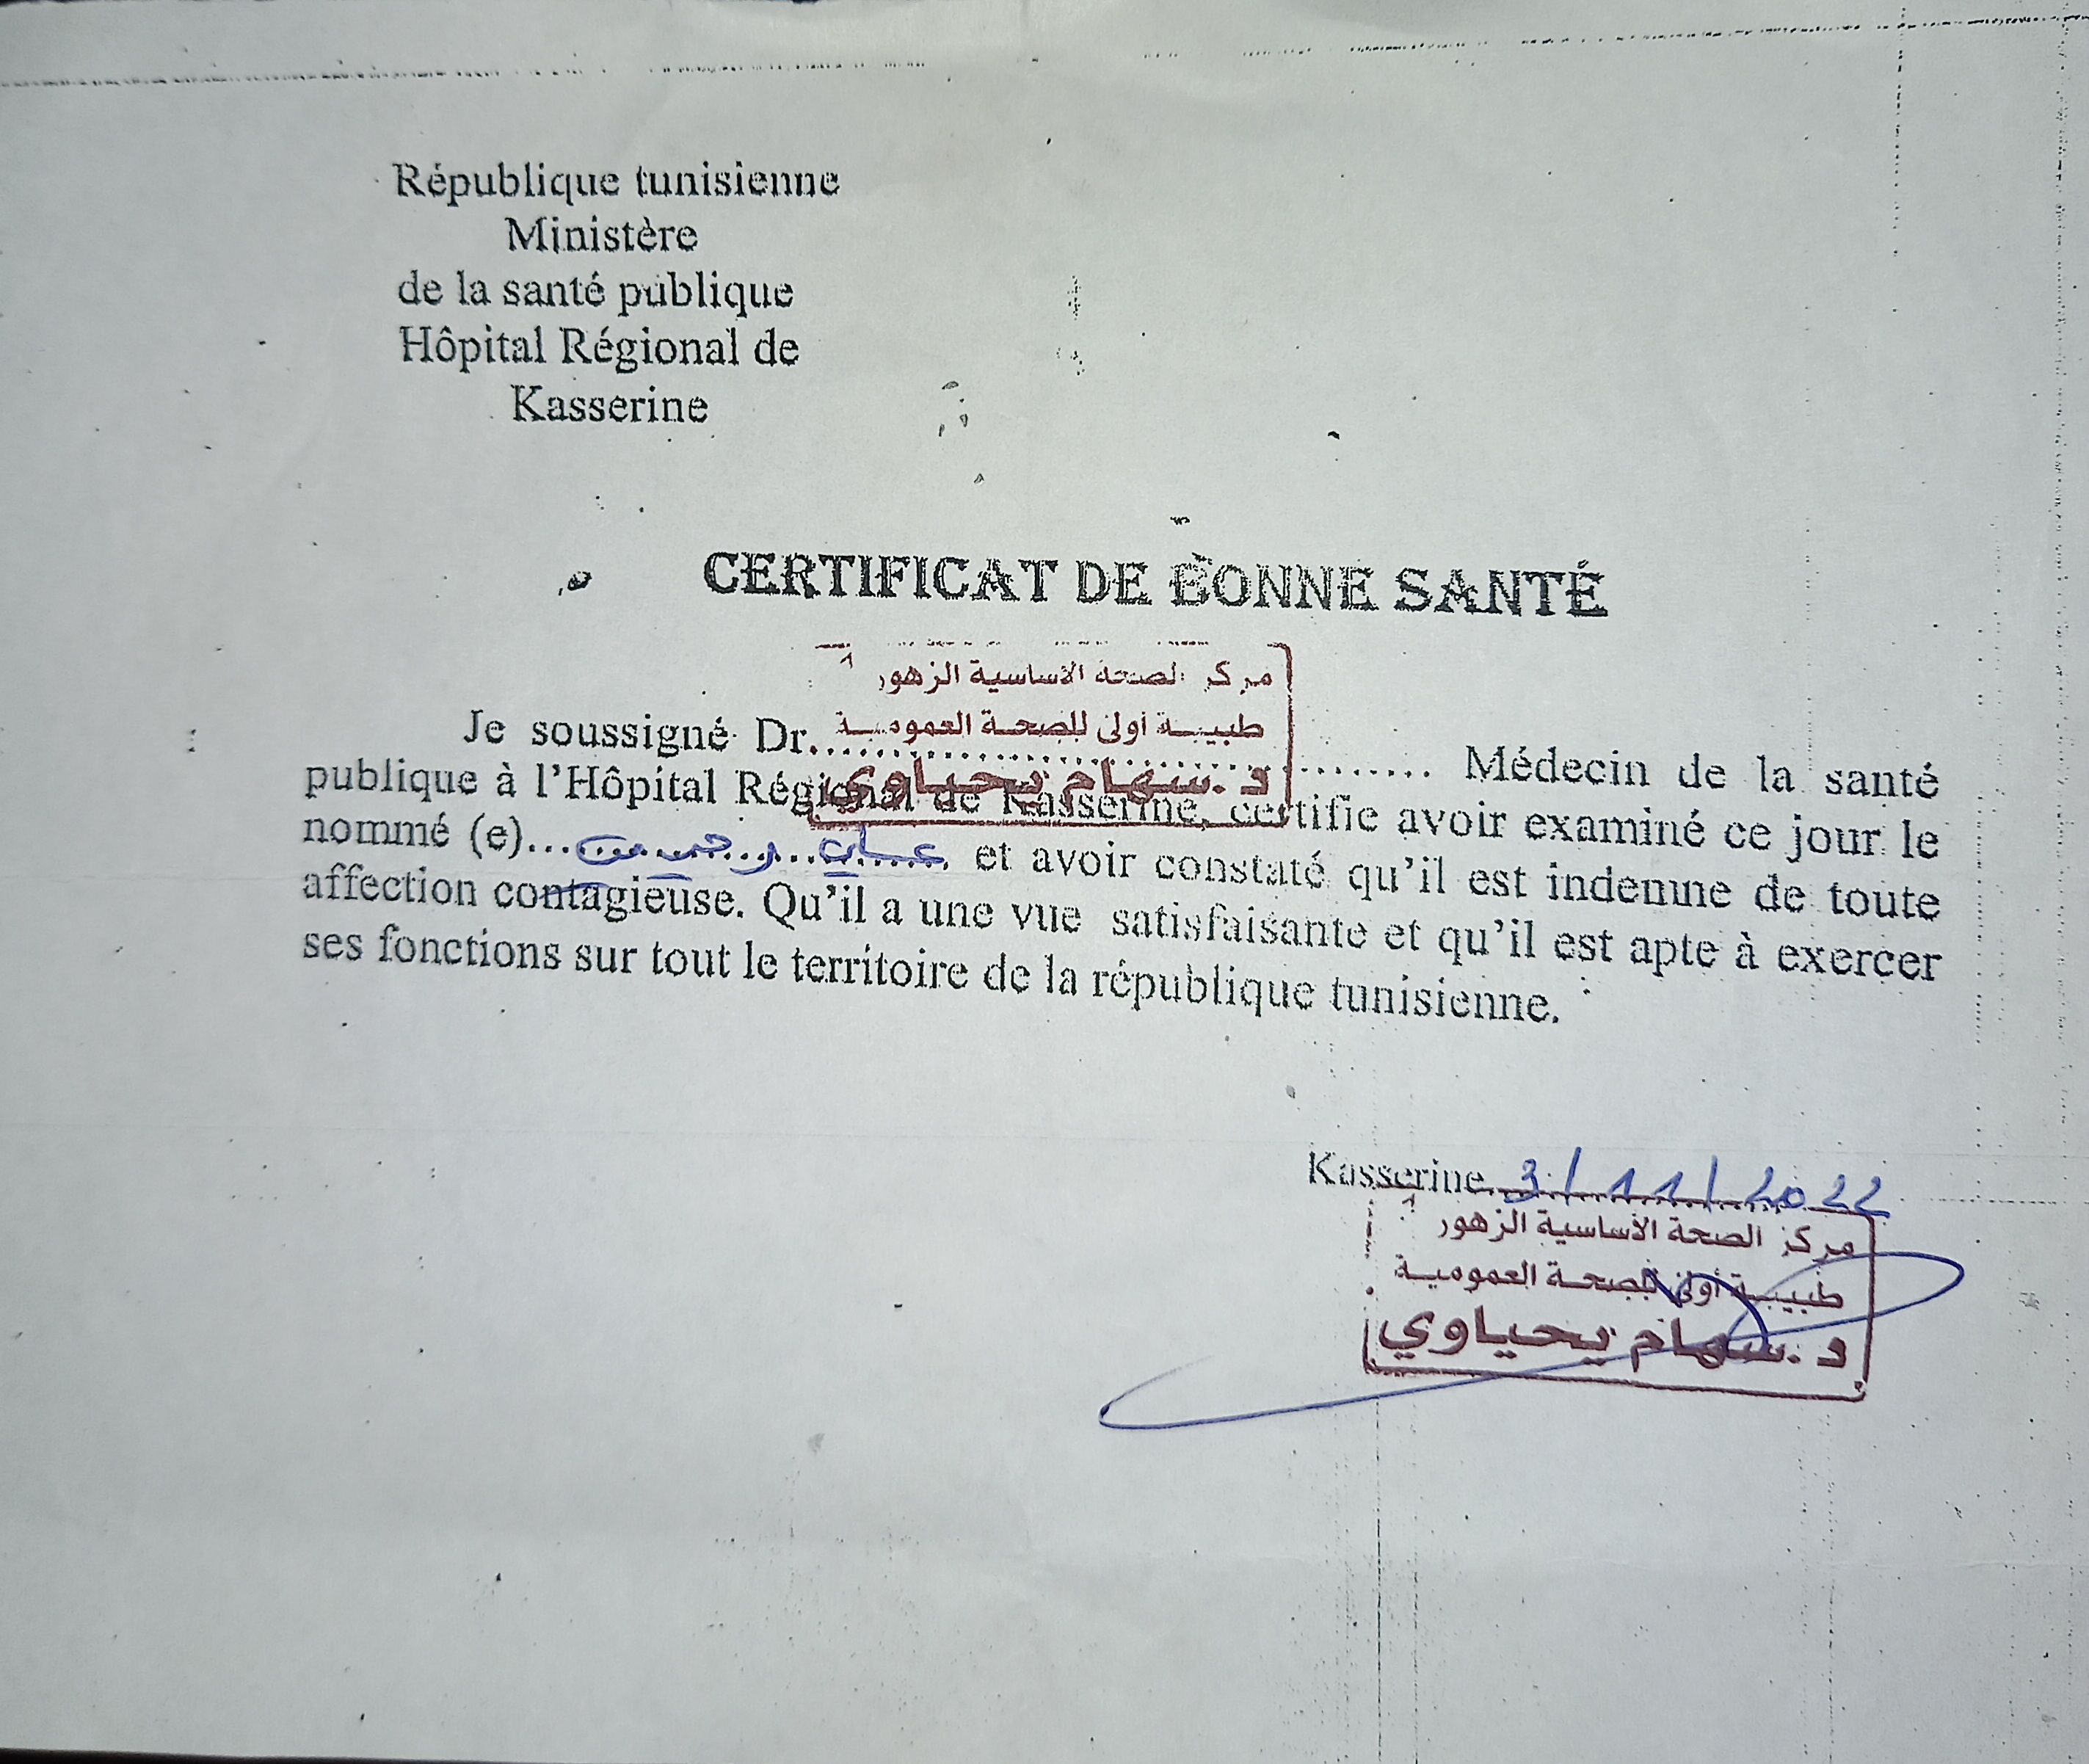 République tunisienne
Ministère
de la santé publique
Hôpital Régional de
Kasserine
CERTIFICAT DE BONNE SANTÉ
مركز الصحة الأساسية الزهور
طبيبة أولى للصحة العمومية
د. سهام يحياوي
Je soussigné Dr.................................... Médecin de la santé
publique à l'Hôpital Régional de Kasserine, certifie avoir examiné ce jour le
nommé (e)... et avoir constaté qu'il est indemne de toute
affection contagieuse. Qu'il a une vue satisfaisante et qu'il est apte à exercer
ses fonctions sur tout le territoire de la république tunisienne.
Kasserine 3/11/2022
مركز الصحة الأساسية الزهور
طبيبة أولى للصحة العمومية
د. سهام يحياوي